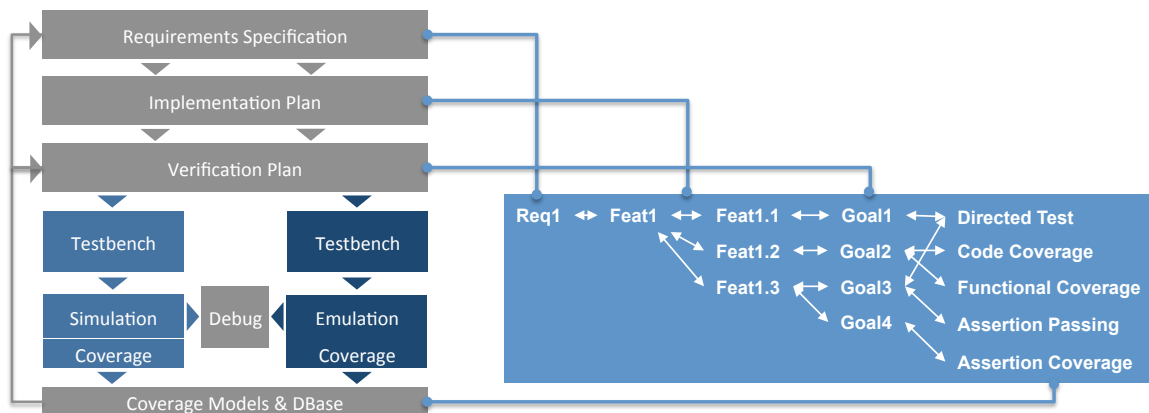 Requirements Specification
Implementation Plan
Verification Plan
Testbench
Testbench
Simulation
Debug
Emulation
Coverage
Coverage
Coverage Models & DBase
Req1
Feat1
Feat1.1
Goal1
Directed Test
Feat1.2
Goal2
Code Coverage
Feat1.3
Goal3
Functional Coverage
Goal4
Assertion Passing
Assertion Coverage